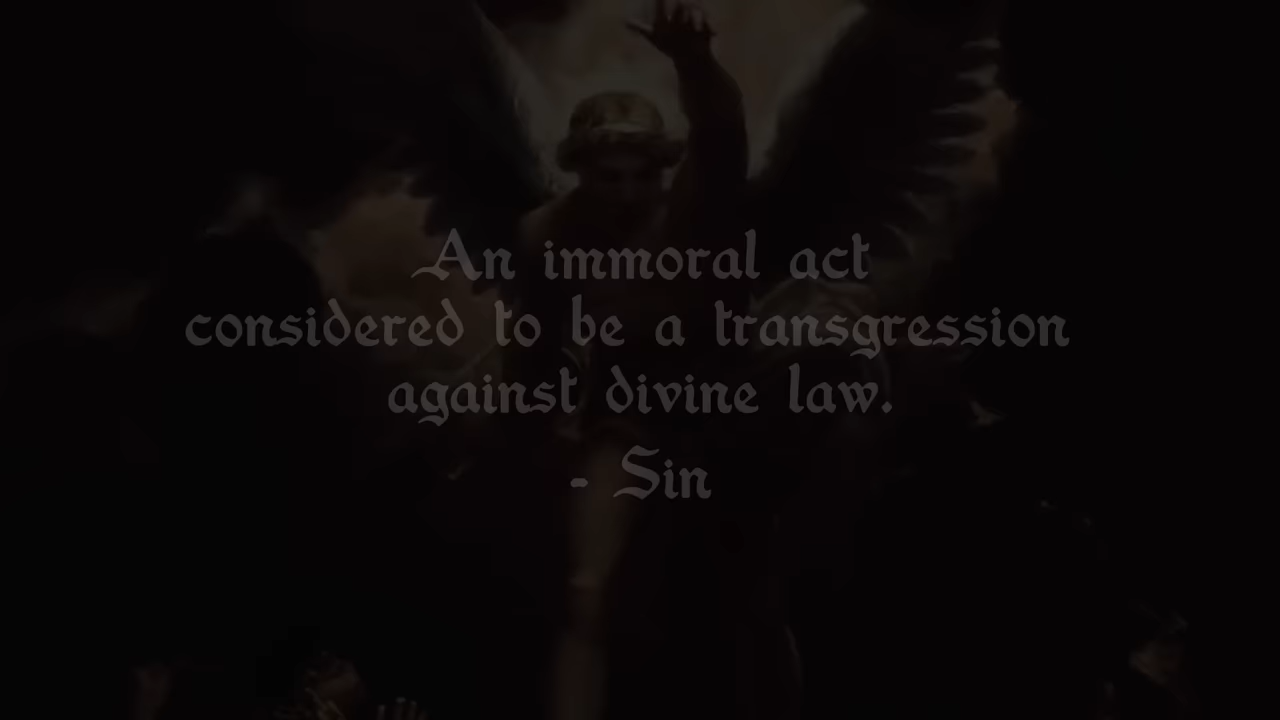 An immoral act
considered to be a transgression
against divine law.
- Sin